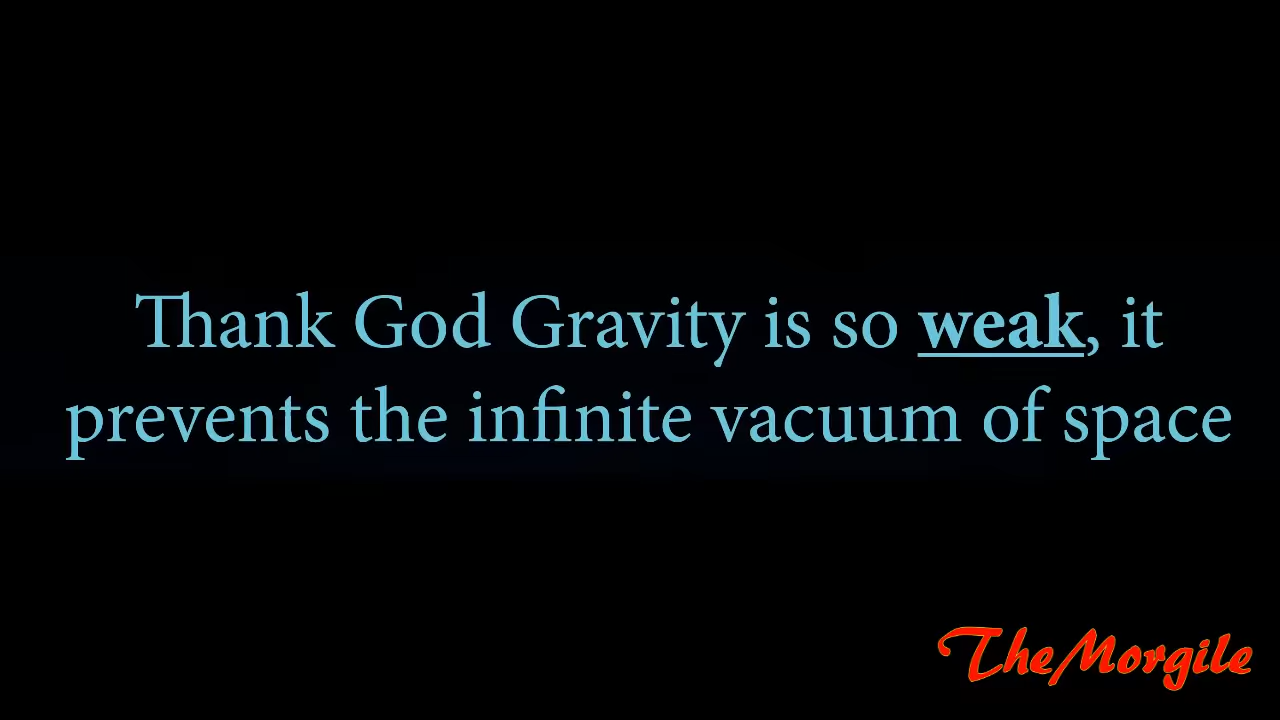 Thank God Gravity is so weak, it
prevents the infinite vacuum of space
TheMorgile